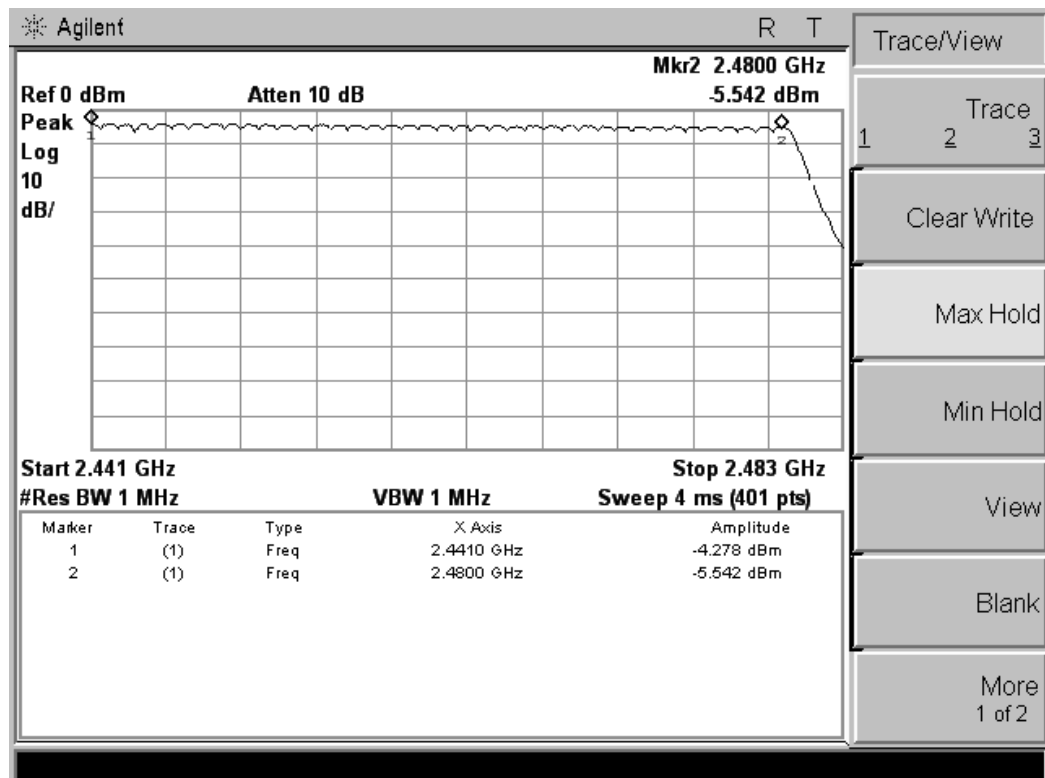 Agilent R T
Mkr2 2.4800 GHz
Ref 0 dBm Atten 10 dB -5.542 dBm
Peak
Log
10
dB/
1
2
Start 2.441 GHz Stop 2.483 GHz
#Res BW 1 MHz VBW 1 MHz Sweep 4 ms (401 pts)
Marker Trace Type X Axis Amplitude
1 (1) Freq 2.4410 GHz -4.278 dBm
2 (1) Freq 2.4800 GHz -5.542 dBm
Trace/View
Trace
1 2 3
Clear Write
Max Hold
Min Hold
View
Blank
More
1 of 2